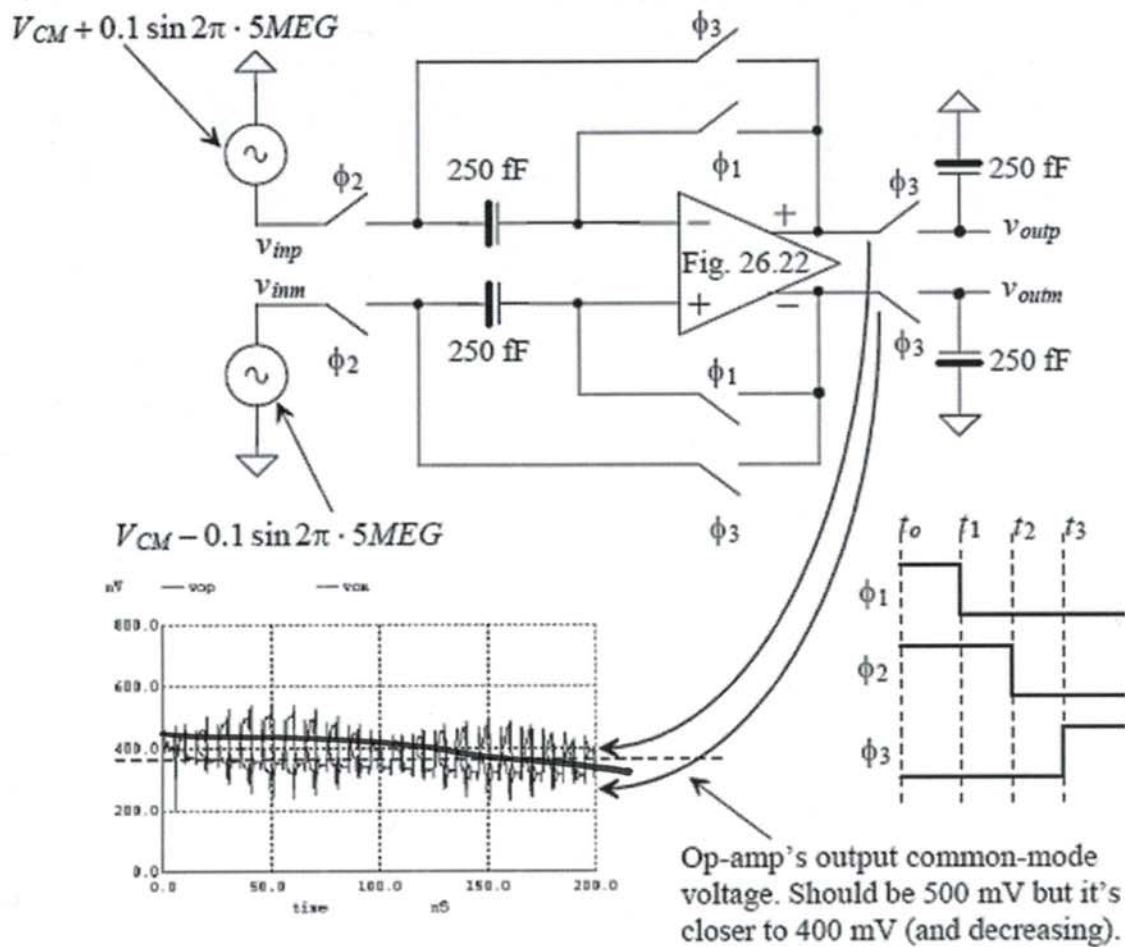 V_CM + 0.1 sin 2π · 5MEG
ϕ3
ϕ1
ϕ2
250 fF
ϕ3
250 fF
v_inp
+
−
Fig. 26.22
v_outp
v_inm
+
−
v_outm
ϕ2
250 fF
ϕ1
ϕ3
250 fF
ϕ3
V_CM − 0.1 sin 2π · 5MEG
t_o t_1 t_2 t_3
ϕ1
ϕ2
ϕ3
mV
vop
800.0
600.0
400.0
200.0
0.0
0.0 50.0 100.0 150.0 200.0
time nS
Op-amp's output common-mode
voltage. Should be 500 mV but it's
closer to 400 mV (and decreasing).